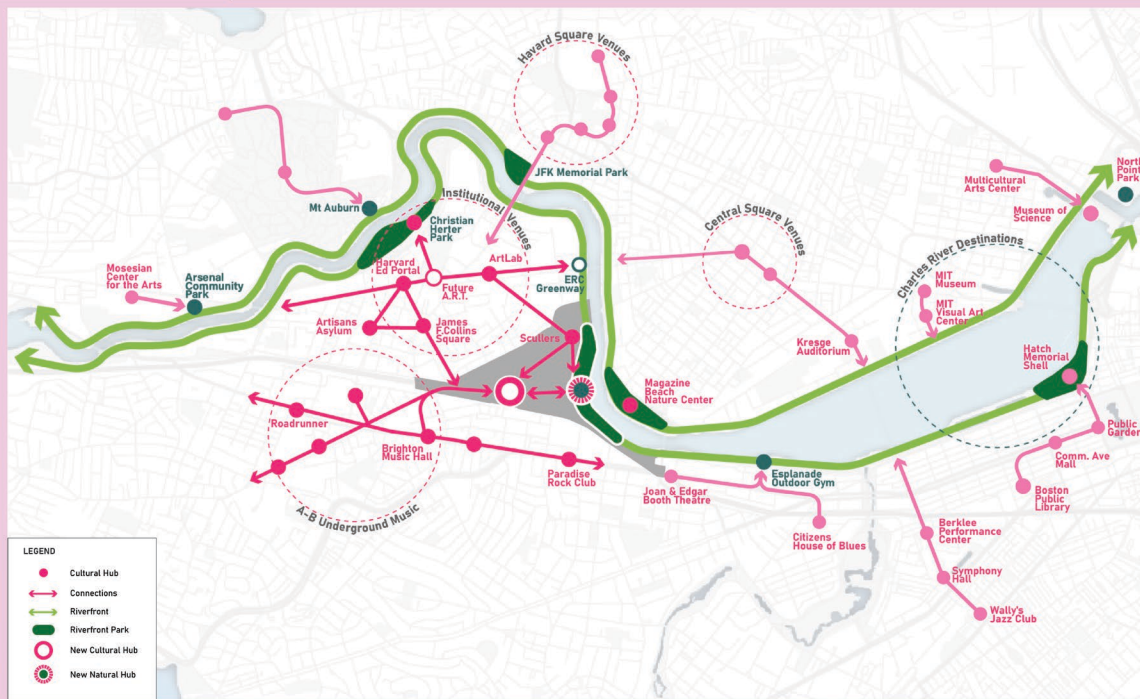 Havard Square Venues
JFK Memorial Park
Mt Auburn
Institutional Venues
Christian
Herter
Park
Mosesian
Center
for the Arts
Arsenal
Community
Park
Harvard
Ed Portal
Future
A.R.T.
ArtLab
ERC
Greenway
Artisans
Asylum
James
F.Collins
Square
Scullers
Central Square Venues
Kresge
Auditorium
Multicultural
Arts Center
Museum of
Science
North
Point
Park
Charles River Destinations
MIT
Museum
MIT
Visual Art
Center
Hatch
Memorial
Shell
Magazine
Beach
Nature Center
Roadrunner
Brighton
Music Hall
Paradise
Rock Club
A-B Underground Music
Joan & Edgar
Booth Theatre
Esplanade
Outdoor Gym
Citizens
House of Blues
Public
Garden
Comm. Ave
Mall
Boston
Public
Library
Berklee
Performance
Center
Symphony
Hall
Wally's
Jazz Club
LEGEND
Cultural Hub
Connections
Riverfront
Riverfront Park
New Cultural Hub
New Natural Hub